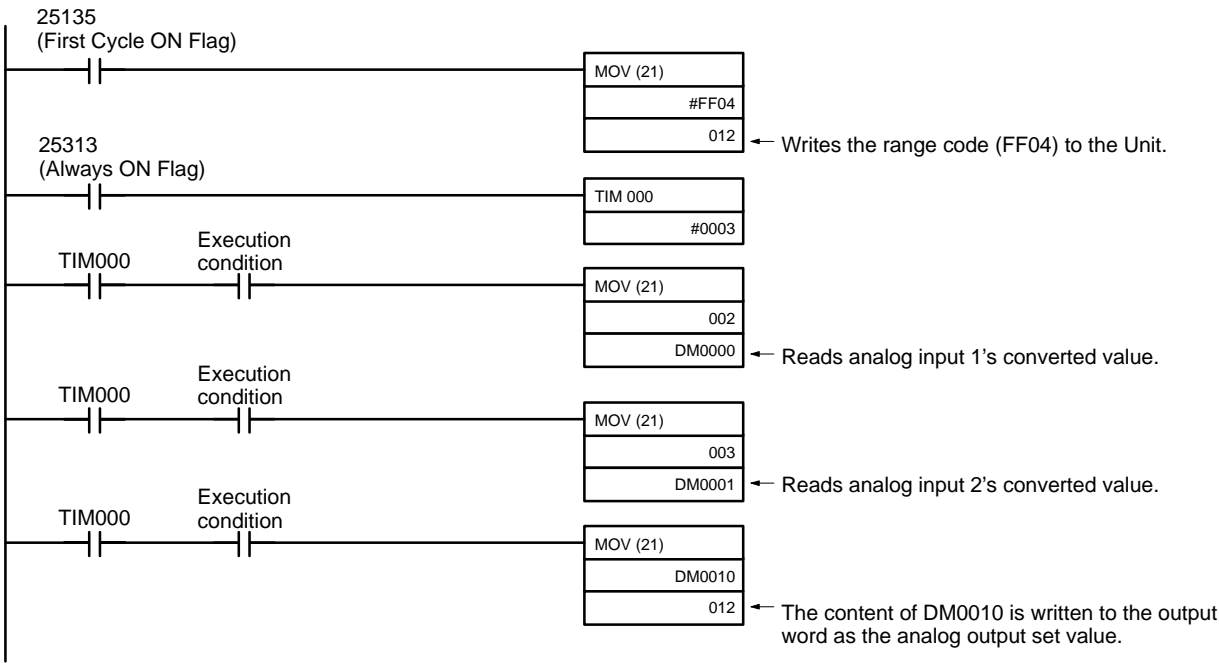 25135
(First Cycle ON Flag)
MOV (21)
#FF04
012
Writes the range code (FF04) to the Unit.
25313
(Always ON Flag)
TIM 000
#0003
TIM000
Execution
condition
MOV (21)
002
DM0000
Reads analog input 1's converted value.
TIM000
Execution
condition
MOV (21)
003
DM0001
Reads analog input 2's converted value.
TIM000
Execution
condition
MOV (21)
DM0010
012
The content of DM0010 is written to the output
word as the analog output set value.